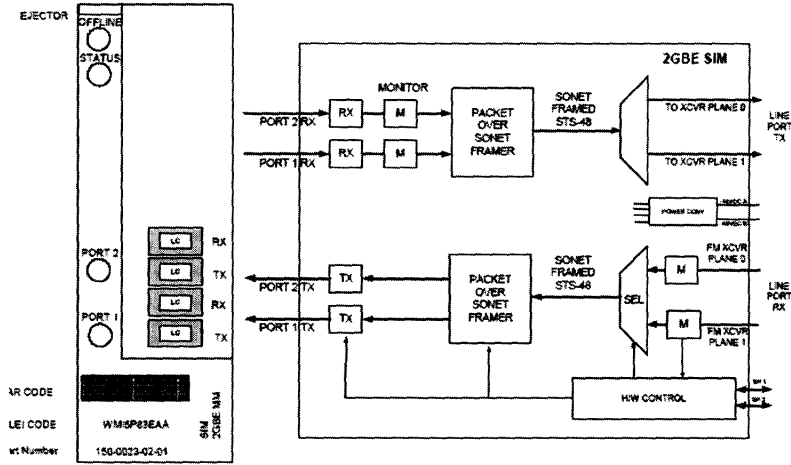 EJECTOR
OFFLINE
STATUS
PORT 2
PORT 1
LC
RX
LC
TX
LC
RX
LC
TX
AR CODE
LEI CODE
WMI5P83EAA
SIM
2GBE MM
rt Number
150-0023-02-01
2GBE SIM
MONITOR
PORT 2 RX
RX
M
PORT 1 RX
RX
M
PACKET
OVER
SONET
FRAMER
SONET
FRAMED
STS-48
TO XCVR PLANE 0
TO XCVR PLANE 1
LINE
PORT
TX
POWER CONV
PORT 2 TX
TX
PORT 1 TX
TX
PACKET
OVER
SONET
FRAMER
SONET
FRAMED
STS-48
SEL
M
FM XCVR
PLANE 0
M
FM XCVR
PLANE 1
LINE
PORT
RX
H/W CONTROL